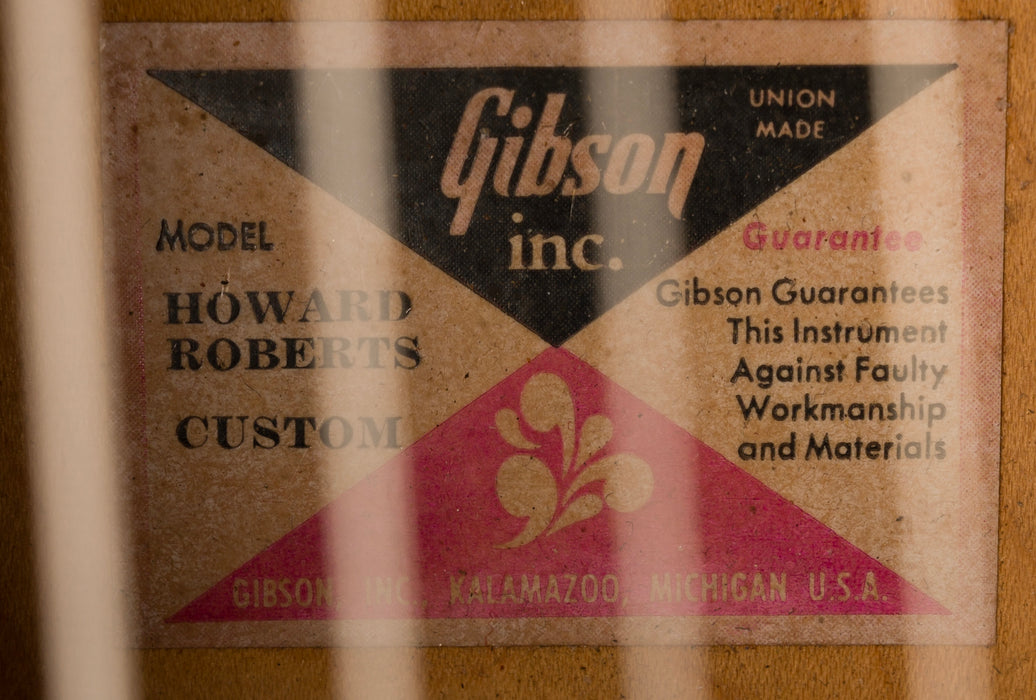 Gibson
inc.
UNION
MADE
MODEL
HOWARD
ROBERTS
CUSTOM
Guarantee
Gibson Guarantees
This Instrument
Against Faulty
Workmanship
and Materials
GIBSON, INC., KALAMAZOO, MICHIGAN U.S.A.